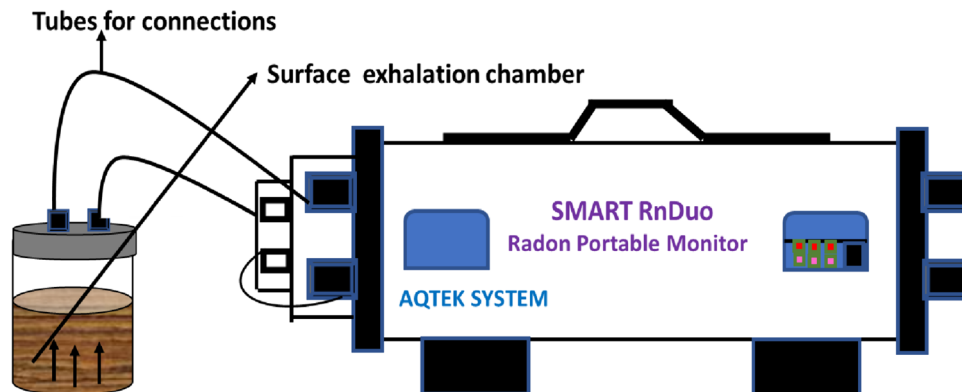 Tubes for connections
Surface exhalation chamber
SMART RnDuo
Radon Portable Monitor
AQTEK SYSTEM